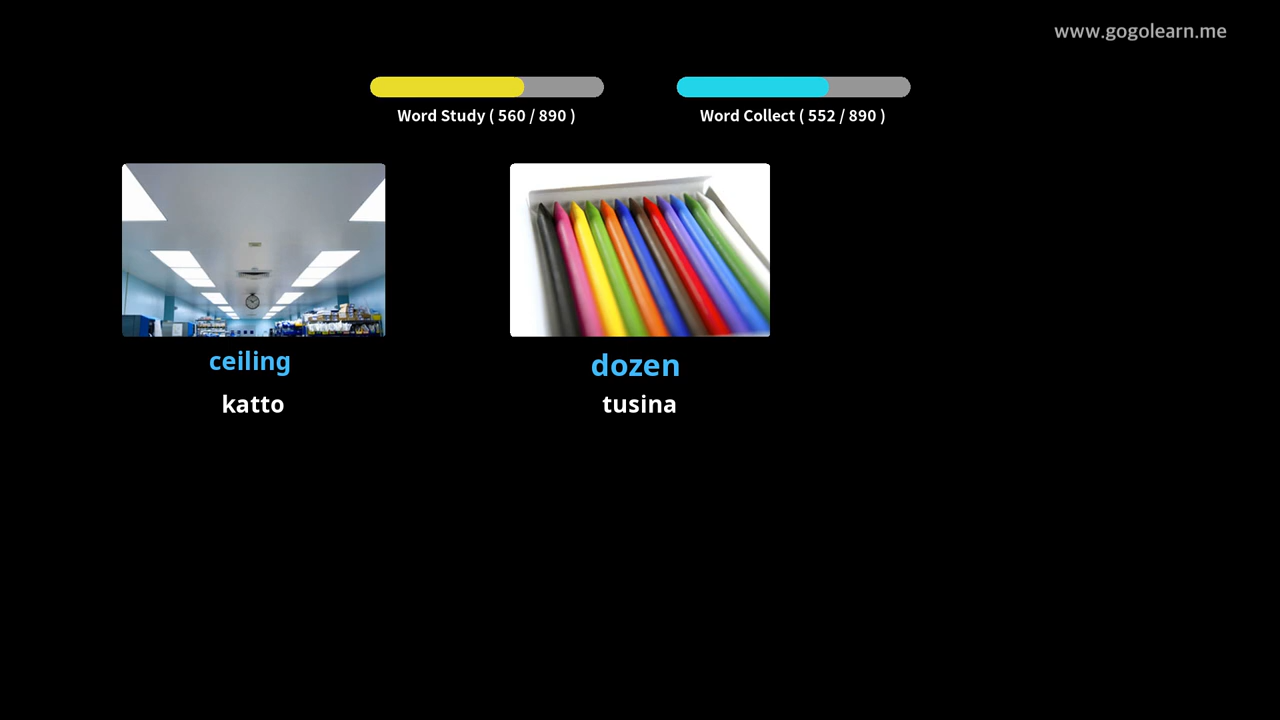 www.gogolearn.me
Word Study ( 560 / 890 )
Word Collect ( 552 / 890 )
ceiling
katto
dozen
tusina